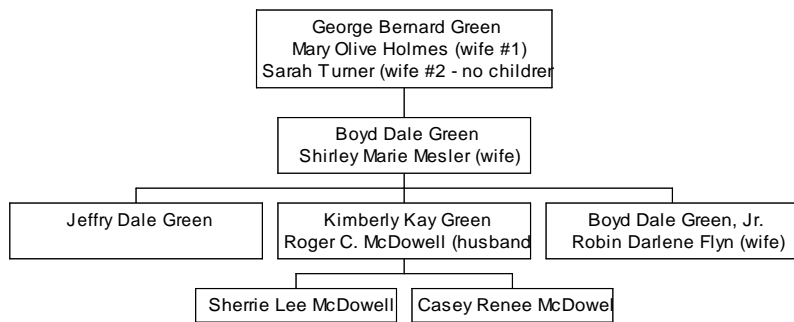 George Bernard Green
Mary Olive Holmes (wife #1)
Sarah Turner (wife #2 - no childrer
Boyd Dale Green
Shirley Marie Mesler (wife)
Jeffry Dale Green
Kimberly Kay Green
Roger C. McDowell (husband
Boyd Dale Green, Jr.
Robin Darlene Flyn (wife)
Sherrie Lee McDowell
Casey Renee McDowel